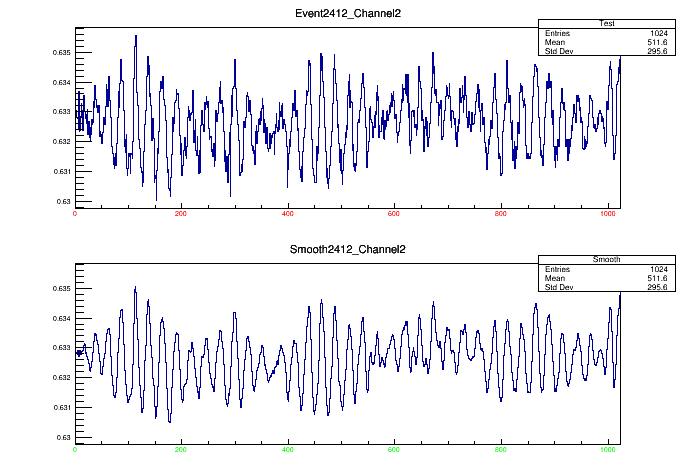 Event2412_Channel2
Test
Entries 1024
Mean 511.6
Std Dev 295.6
0.635
0.634
0.633
0.632
0.631
0.63
0 200 400 600 800 1000
Smooth2412_Channel2
Smooth
Entries 1024
Mean 511.6
Std Dev 295.6
0.635
0.634
0.633
0.632
0.631
0.63
0 200 400 600 800 1000